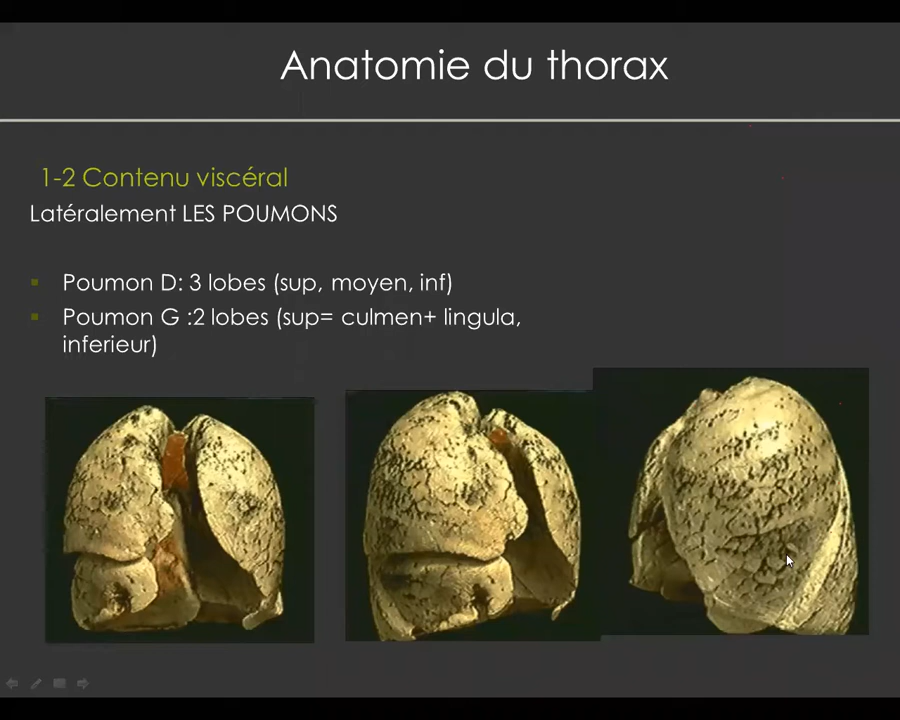 Anatomie du thorax
1-2 Contenu viscéral
Latéralement LES POUMONS
Poumon D: 3 lobes (sup, moyen, inf)
Poumon G :2 lobes (sup= culmen+ lingula,
inferieur)